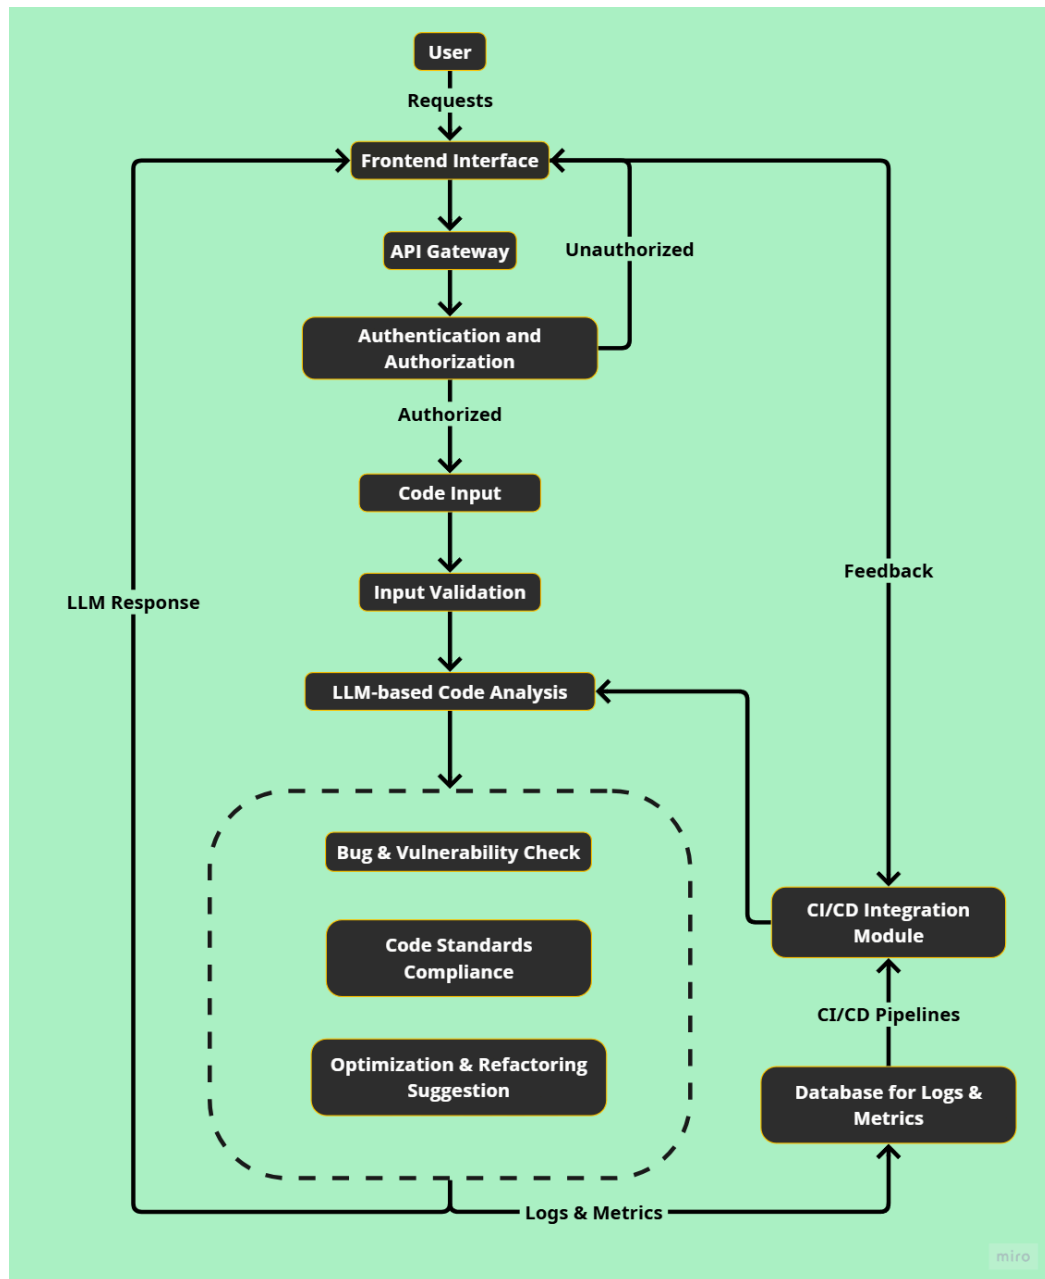 User
Requests
Frontend Interface
API Gateway
Unauthorized
Authentication and
Authorization
Authorized
Code Input
Feedback
Input Validation
LLM Response
LLM-based Code Analysis
Bug & Vulnerability Check
Code Standards
Compliance
CI/CD Integration
Module
CI/CD Pipelines
Optimization & Refactoring
Suggestion
Database for Logs &
Metrics
Logs & Metrics
miro